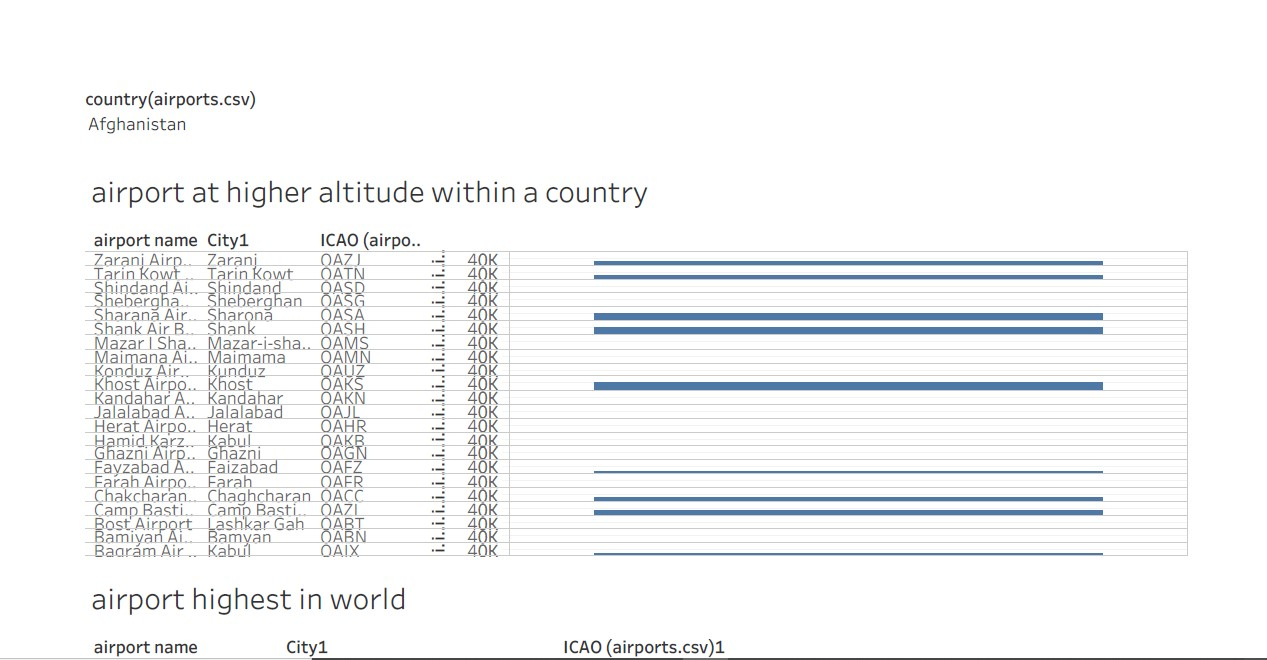 country(airports.csv)
Afghanistan
airport at higher altitude within a country
airport name City1 ICAO (airpo..
Zaranj Airp.. Zaranj OAZJ 40K
Tarin Kowt .. Tarin Kowt OATN 40K
Shindand Ai.. Shindand OASD 40K
Shebergha.. Sheberghan OASG 40K
Sharana Air.. Sharona OASA 40K
Shank Air B.. Shank OASH 40K
Mazar I Sha.. Mazar-i-sha.. OAMS 40K
Maimana Ai.. Maimama OAMN 40K
Konduz Air.. Kunduz OAUZ 40K
Khost Airpo.. Khost OAKS 40K
Kandahar A.. Kandahar OAKN 40K
Jalalabad A.. Jalalabad OAJL 40K
Herat Airpo.. Herat OAHR 40K
Hamid Karz.. Kabul OAKB 40K
Ghazni Airp.. Ghazni OAGN 40K
Fayzabad A.. Faizabad OAFZ 40K
Farah Airpo.. Farah OAFR 40K
Chakcharan.. Chaghcharan OACC 40K
Camp Basti.. Camp Basti.. OAZI 40K
Bost Airport Lashkar Gah OABT 40K
Bamiyan Ai.. Bamyan OABN 40K
Bagram Air .. Kabul OAIX 40K
airport highest in world
airport name City1 ICAO (airports.csv)1